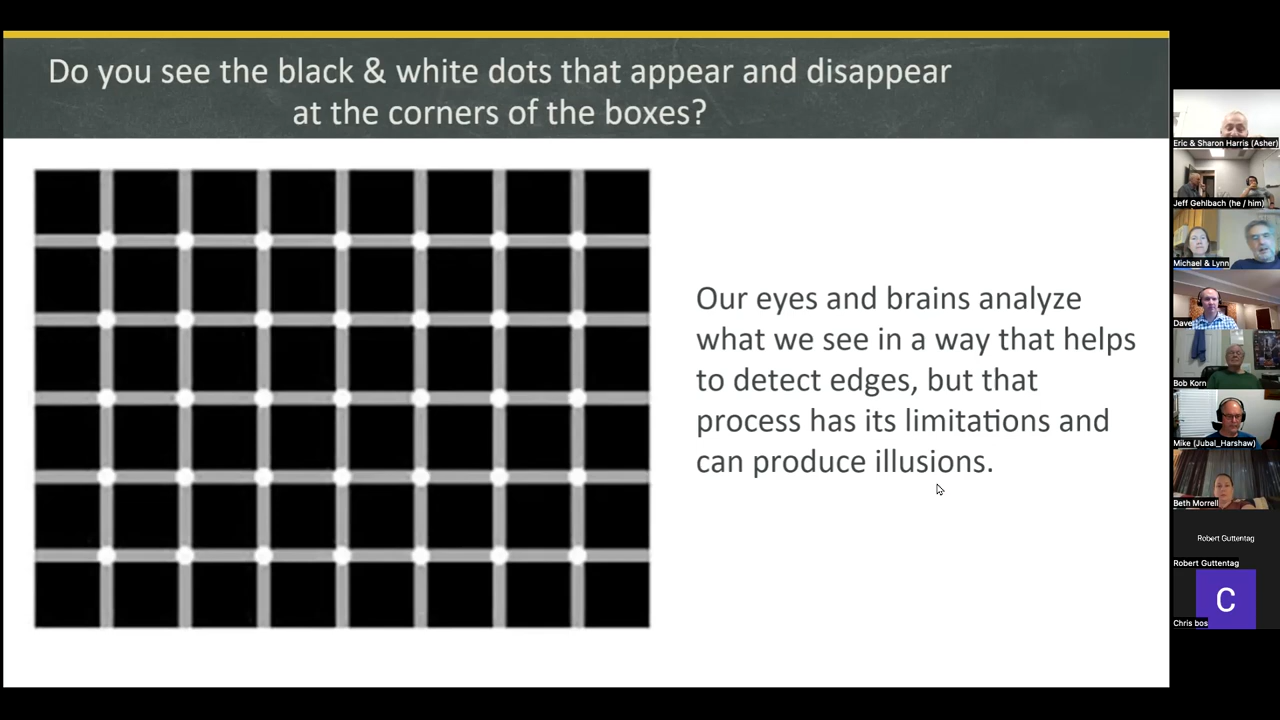 Do you see the black & white dots that appear and disappear
at the corners of the boxes?
Our eyes and brains analyze
what we see in a way that helps
to detect edges, but that
process has its limitations and
can produce illusions.
Eric & Sharon Harris (Asher)
Jeff Gehlbach (he / him)
Michael & Lynn
Dave
Bob Korn
Mike (Jubal_Harshaw)
Beth Morrell
Robert Guttentag
Robert Guttentag
C
Chris bos